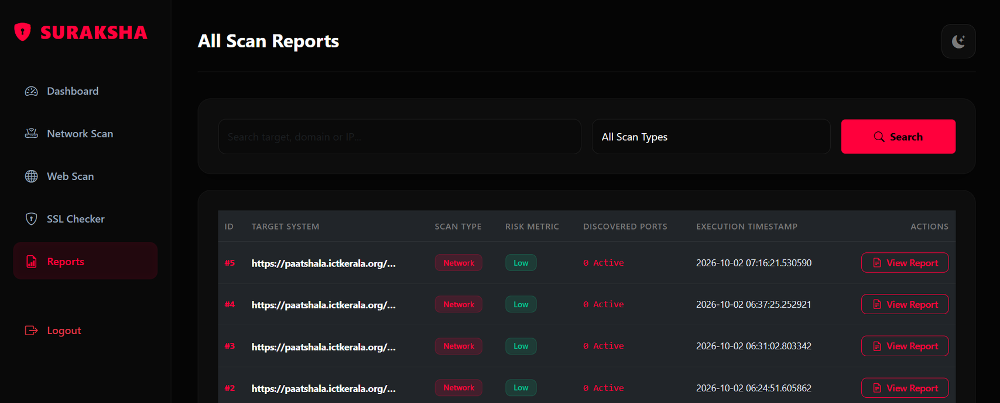 SURAKSHA
Dashboard
Network Scan
Web Scan
SSL Checker
Reports
Logout
All Scan Reports
Search target, domain or IP...
All Scan Types
Search
ID TARGET SYSTEM SCAN TYPE RISK METRIC DISCOVERED PORTS EXECUTION TIMESTAMP ACTIONS
#5 https://paatshala.ictkerala.org/... Network Low 0 Active 2026-10-02 07:16:21.530590 View Report
#4 https://paatshala.ictkerala.org/... Network Low 0 Active 2026-10-02 06:37:25.252921 View Report
#3 https://paatshala.ictkerala.org/... Network Low 0 Active 2026-10-02 06:31:02.803342 View Report
#2 https://paatshala.ictkerala.org/... Network Low 0 Active 2026-10-02 06:24:51.605862 View Report